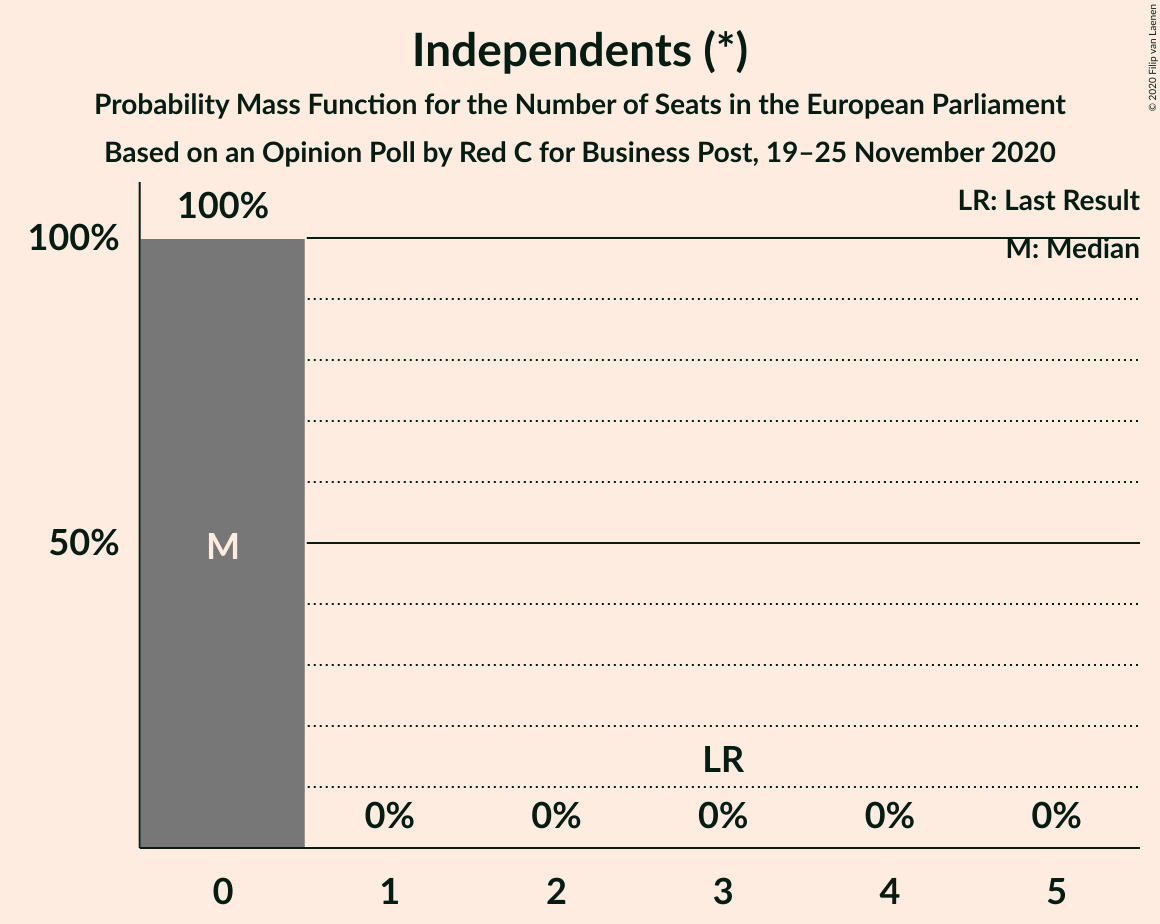 Independents (*)
Probability Mass Function for the Number of Seats in the European Parliament
Based on an Opinion Poll by Red C for Business Post, 19–25 November 2020
© 2020 Filip van Laenen
LR: Last Result
M: Median
100%
100%
50%
M
LR
0% 0% 0% 0% 0%
0 1 2 3 4 5